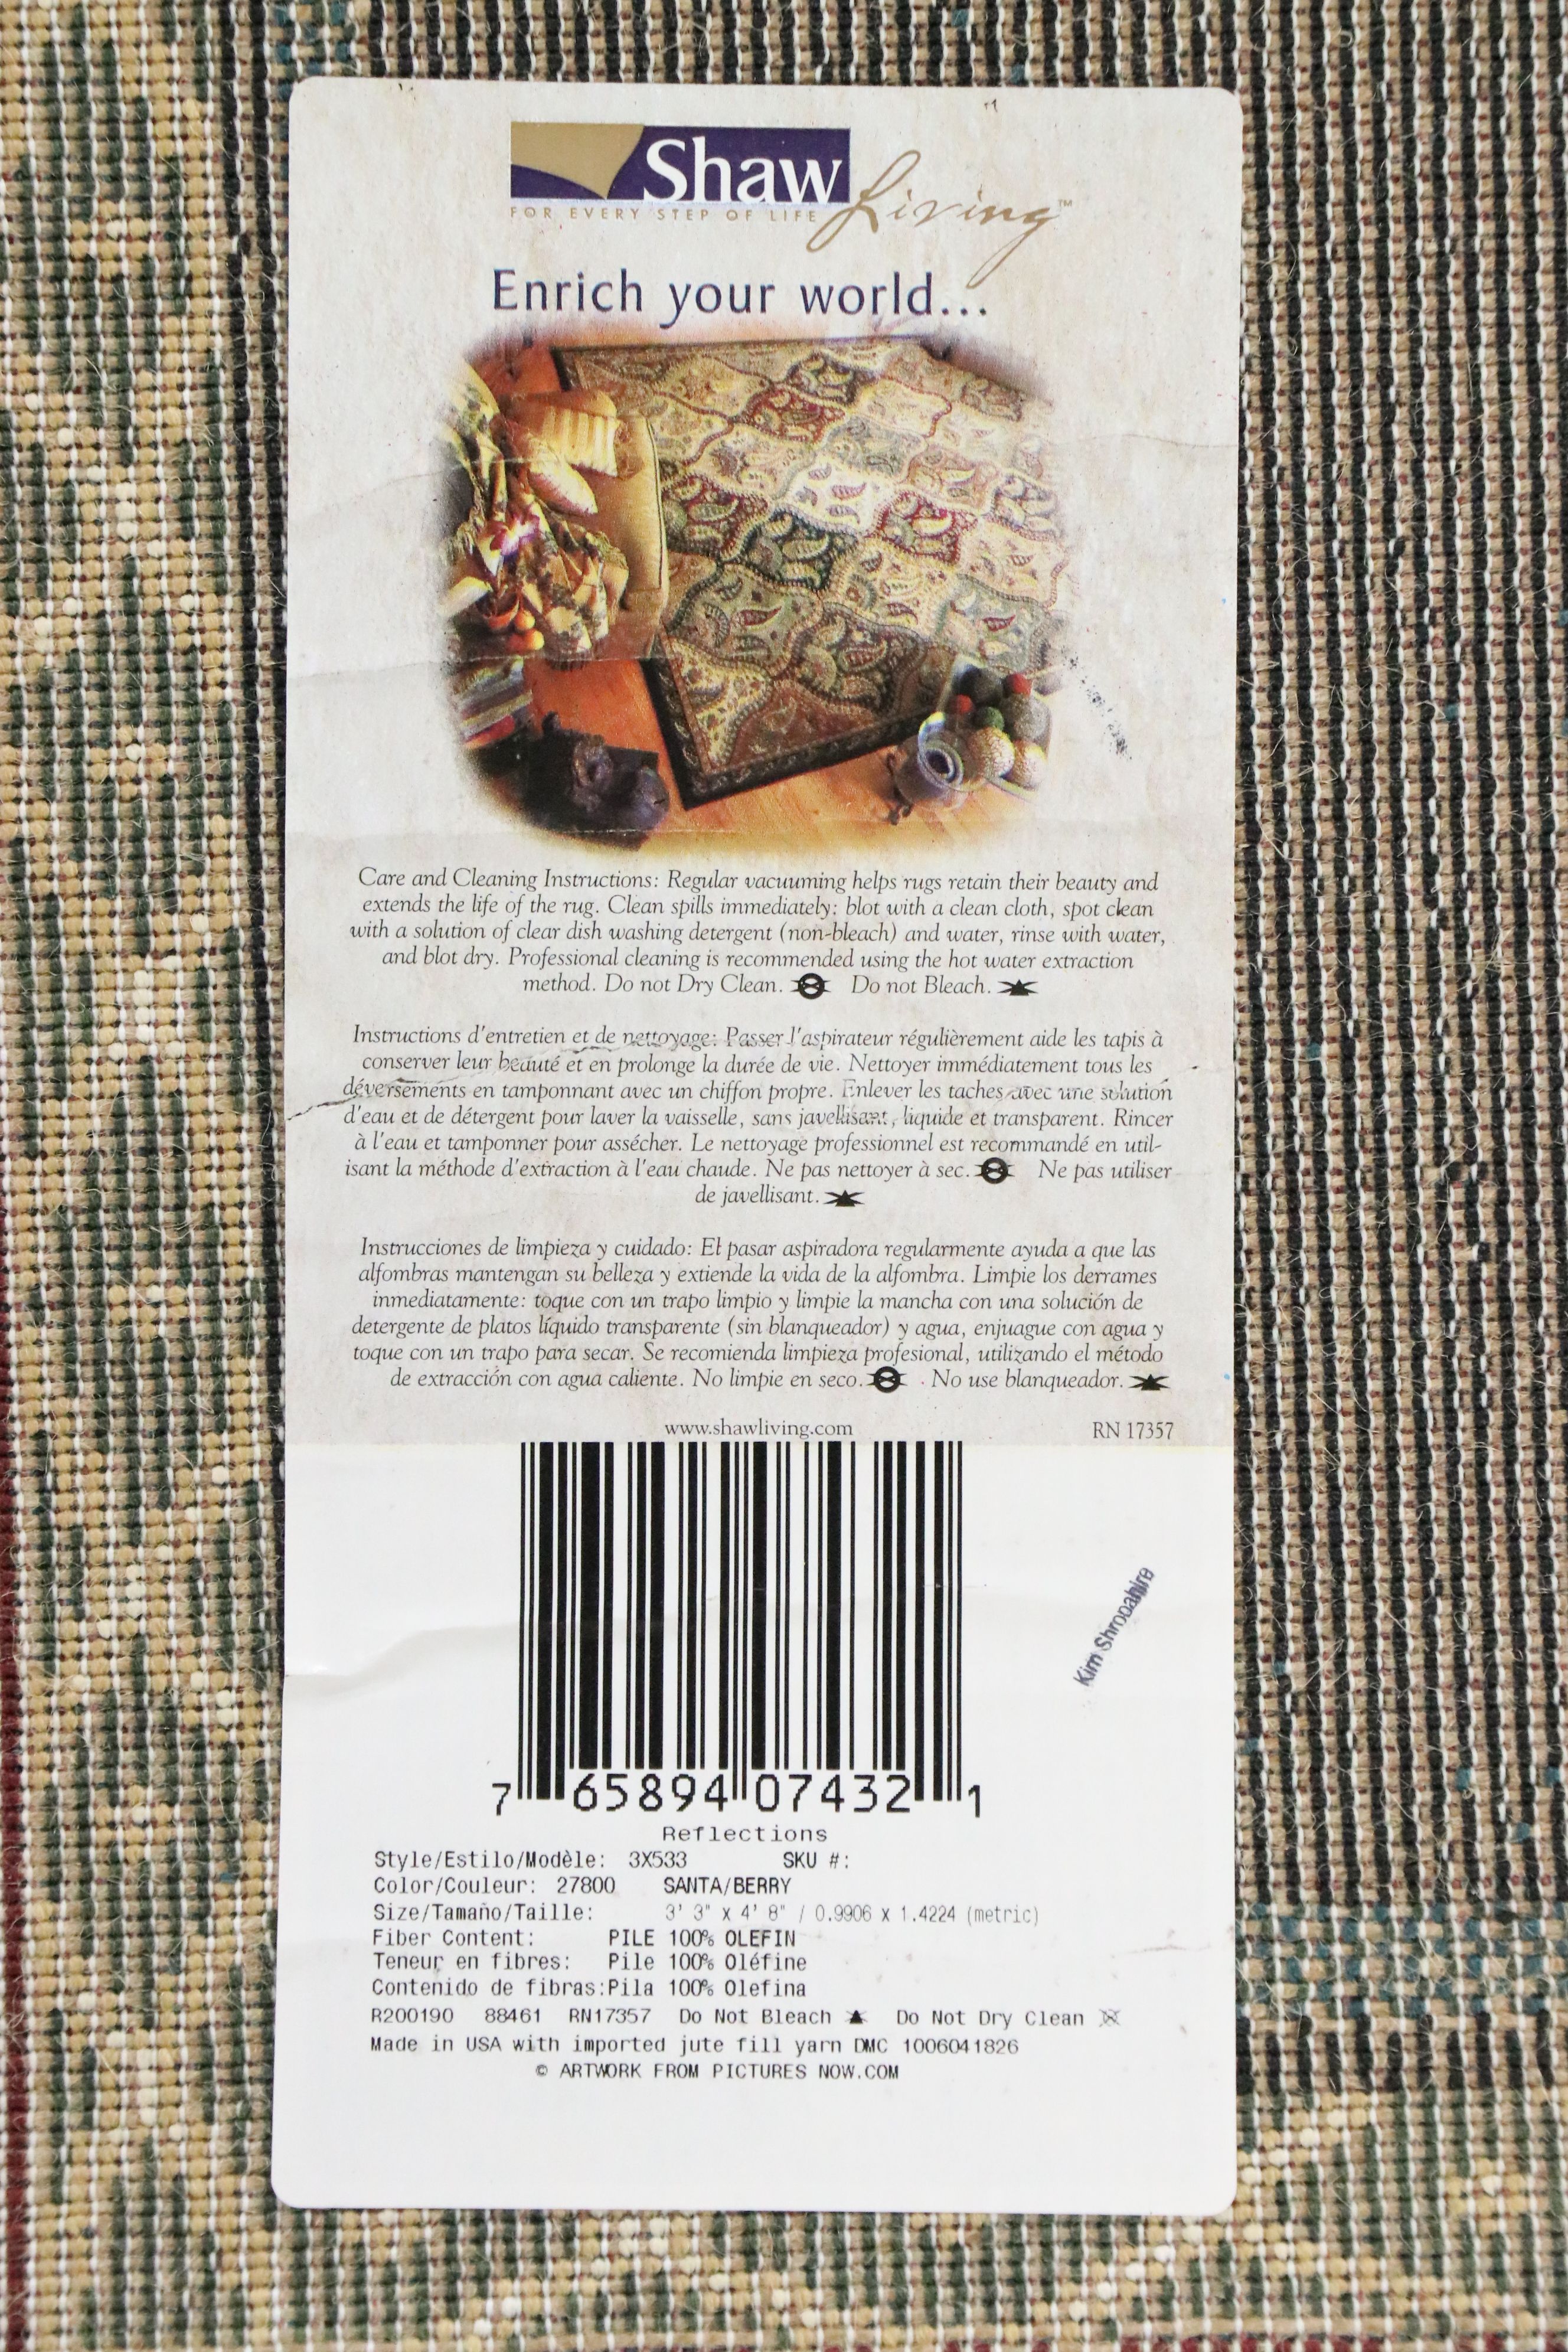 Shaw Living™
FOR EVERY STEP OF LIFE
Enrich your world...
Care and Cleaning Instructions: Regular vacuuming helps rugs retain their beauty and
extends the life of the rug. Clean spills immediately: blot with a clean cloth, spot clean
with a solution of clear dish washing detergent (non-bleach) and water, rinse with water,
and blot dry. Professional cleaning is recommended using the hot water extraction
method. Do not Dry Clean. Do not Bleach.
Instructions d'entretien et de nettoyage: Passer l'aspirateur régulièrement aide les tapis à
conserver leur beauté et en prolonge la durée de vie. Nettoyer immédiatement tous les
déversements en tamponnant avec un chiffon propre. Enlever les taches avec une solution
d'eau et de détergent pour laver la vaisselle, sans javellisant, liquide et transparent. Rincer
à l'eau et tamponner pour assécher. Le nettoyage professionnel est recommandé en util-
isant la méthode d'extraction à l'eau chaude. Ne pas nettoyer à sec. Ne pas utiliser
de javellisant.
Instrucciones de limpieza y cuidado: El pasar aspiradora regularmente ayuda a que las
alfombras mantengan su belleza y extiende la vida de la alfombra. Limpie los derrames
inmediatamente: toque con un trapo limpio y limpie la mancha con una solución de
detergente de platos líquido transparente (sin blanqueador) y agua, enjuague con agua y
toque con un trapo para secar. Se recomienda limpieza profesional, utilizando el método
de extracción con agua caliente. No limpie en seco. No use blanqueador.
www.shawliving.com RN 17357
Kim
7 65894 07432 1
Reflections
Style/Estilo/Modèle: 3X533 SKU #:
Color/Couleur: 27800 SANTA/BERRY
Size/Tamaño/Taille: 3' 3" x 4' 8" / 0.9906 x 1.4224 (metric)
Fiber Content: PILE 100% OLEFIN
Teneur en fibres: Pile 100% Oléfine
Contenido de fibras:Pila 100% Olefina
R200190 88461 RN17357 Do Not Bleach Do Not Dry Clean
Made in USA with imported jute fill yarn DMC 1006041826
© ARTWORK FROM PICTURES NOW.COM